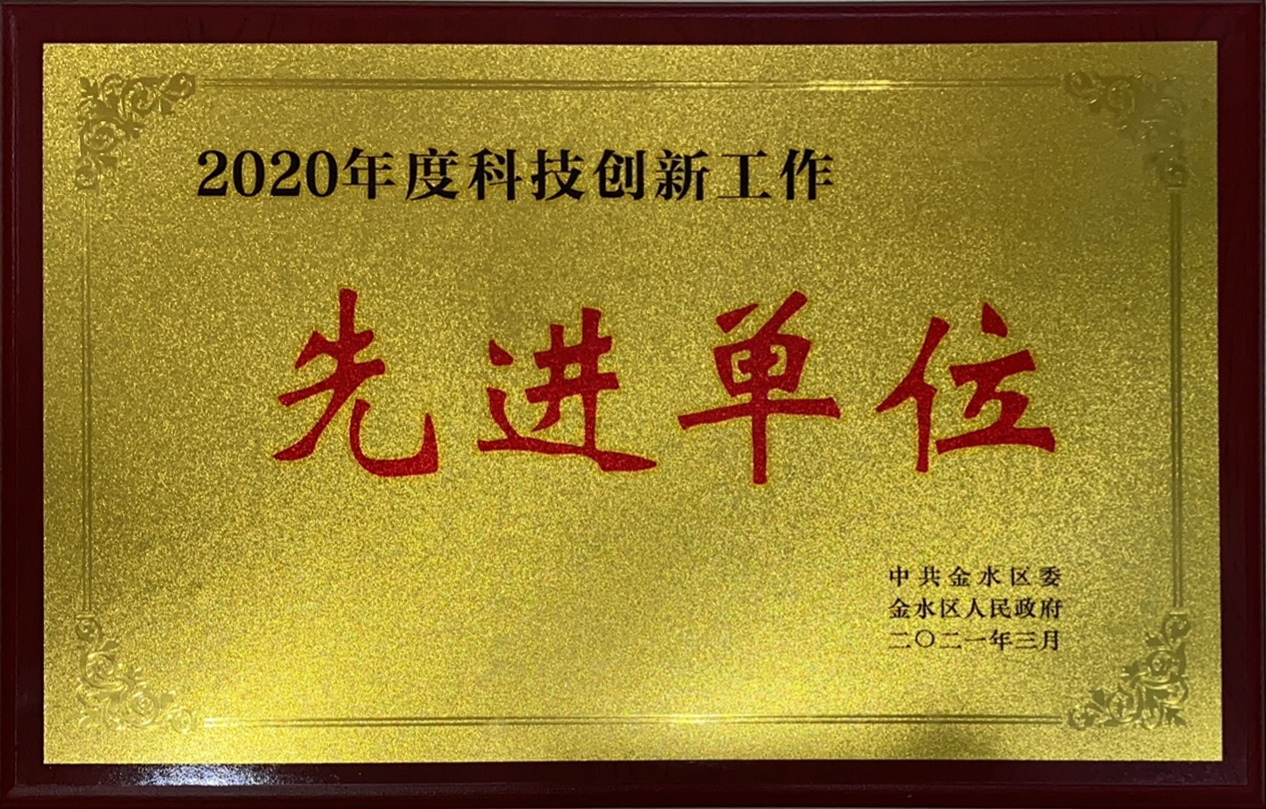 2020年度科技创新工作
先进单位
中共金水区委
金水区人民政府
二〇二一年三月